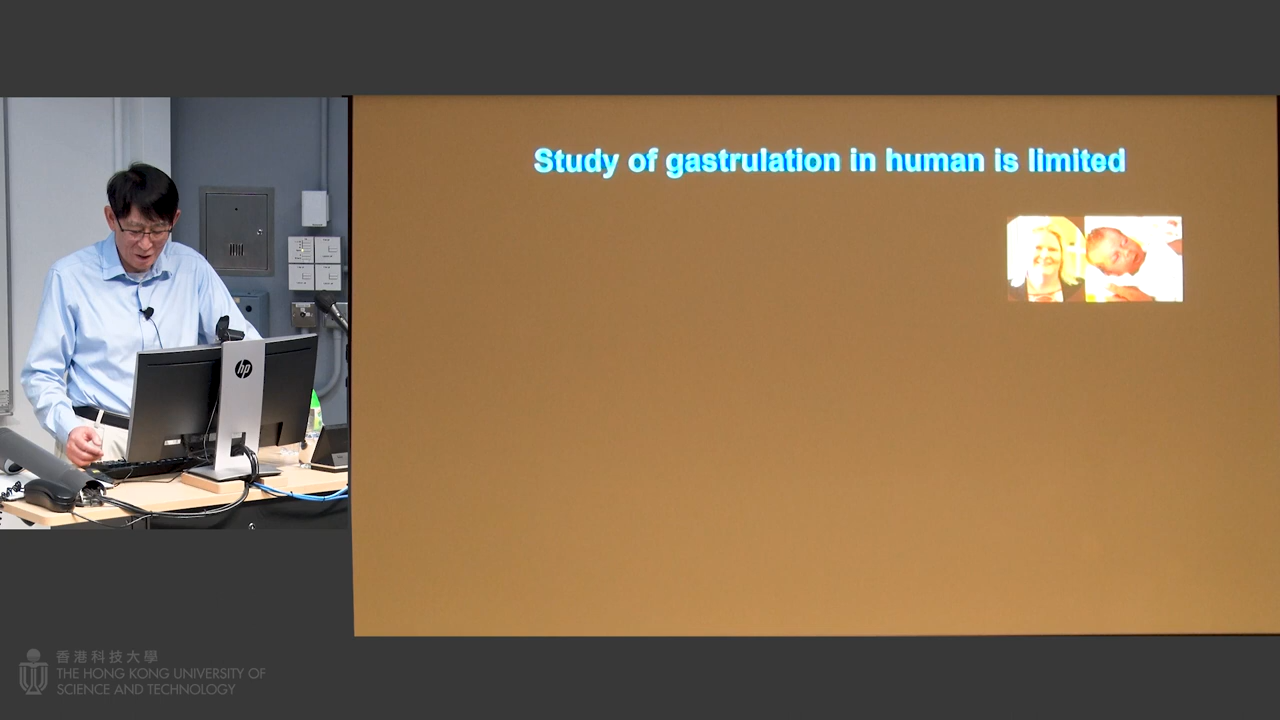 Study of gastrulation in human is limited
hp
香港科技大學
THE HONG KONG UNIVERSITY OF
SCIENCE AND TECHNOLOGY